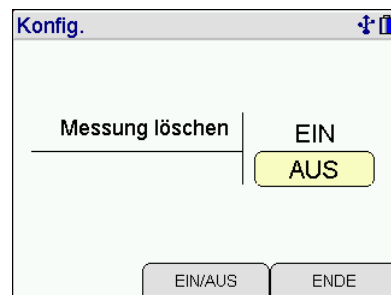 Konfig.
Messung löschen
EIN
AUS
EIN/AUS
ENDE